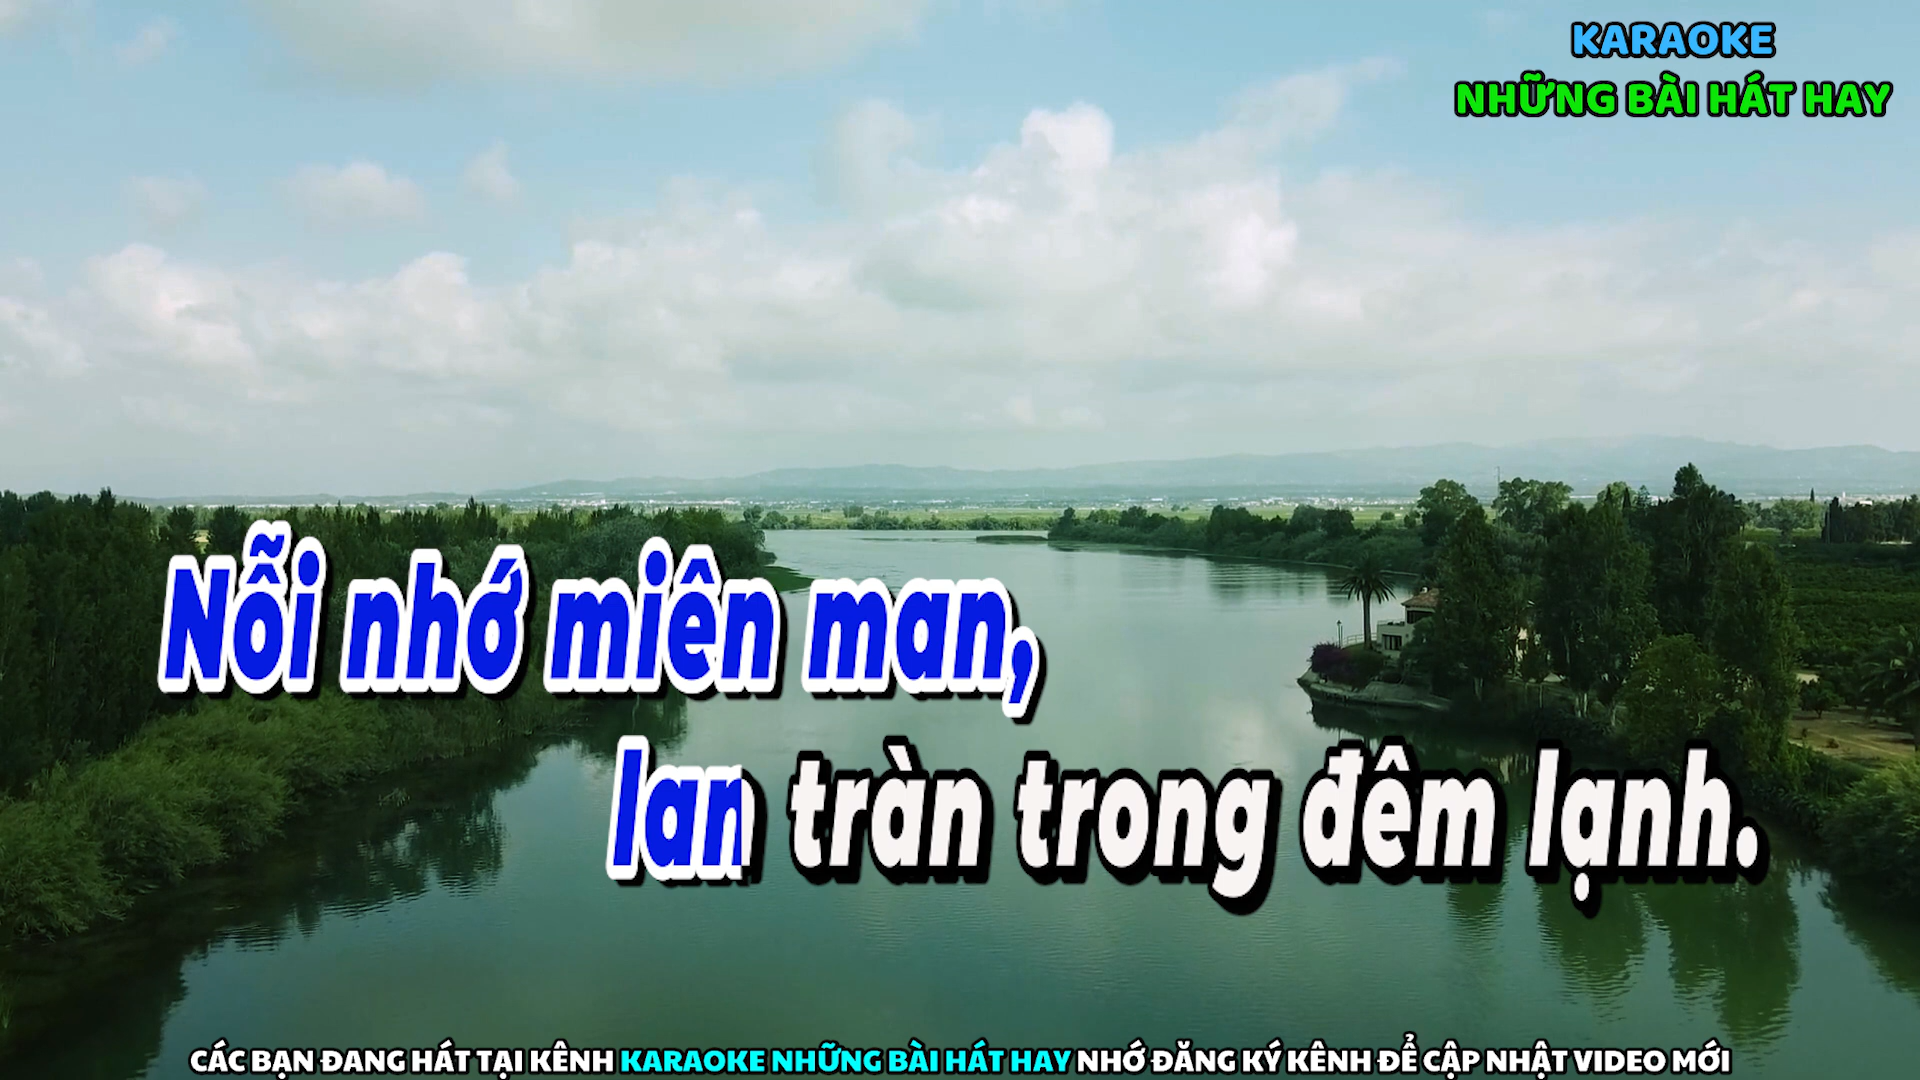 KARAOKE
NHỮNG BÀI HÁT HAY
Nỗi nhớ miên man,
lan tràn trong đêm lạnh.
CÁC BẠN ĐANG HÁT TẠI KÊNH KARAOKE NHỮNG BÀI HÁT HAY NHỚ ĐĂNG KÝ KÊNH ĐỂ CẬP NHẬT VIDEO MỚI